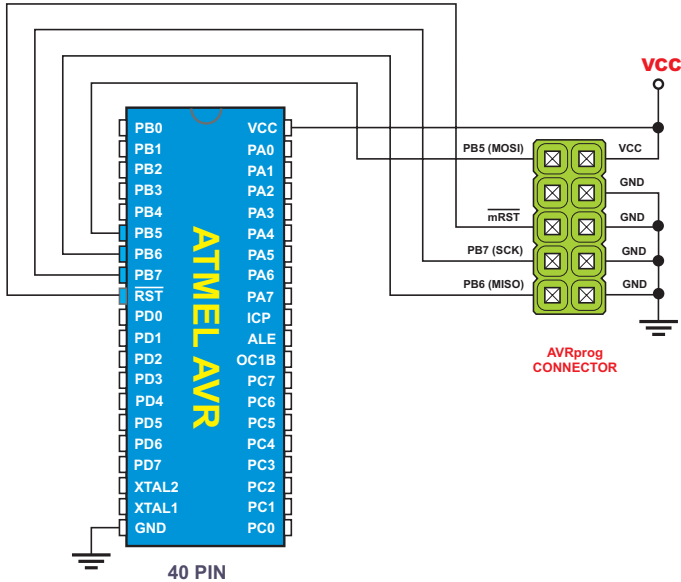 VCC
PB5 (MOSI)
VCC
GND
mRST
GND
PB7 (SCK)
GND
PB6 (MISO)
GND
AVRprog
CONNECTOR
ATMEL AVR
PB0
PB1
PB2
PB3
PB4
PB5
PB6
PB7
RST
PD0
PD1
PD2
PD3
PD4
PD5
PD6
PD7
XTAL2
XTAL1
GND
VCC
PA0
PA1
PA2
PA3
PA4
PA5
PA6
PA7
ICP
ALE
OC1B
PC7
PC6
PC5
PC4
PC3
PC2
PC1
PC0
40 PIN